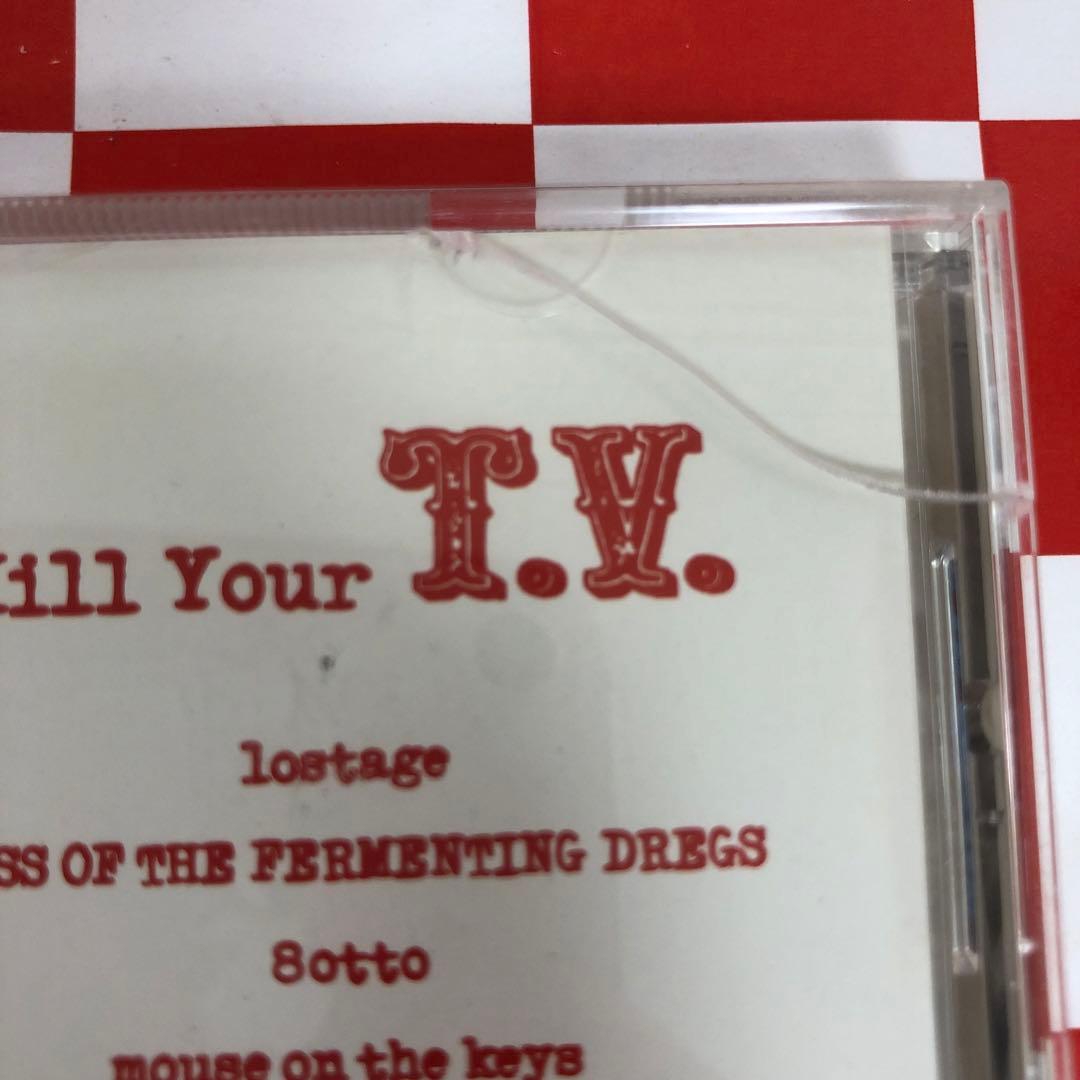 ill Your T.V.
lostage
SS OF THE FERMENTING DREGS
8otto
mouse on the keys